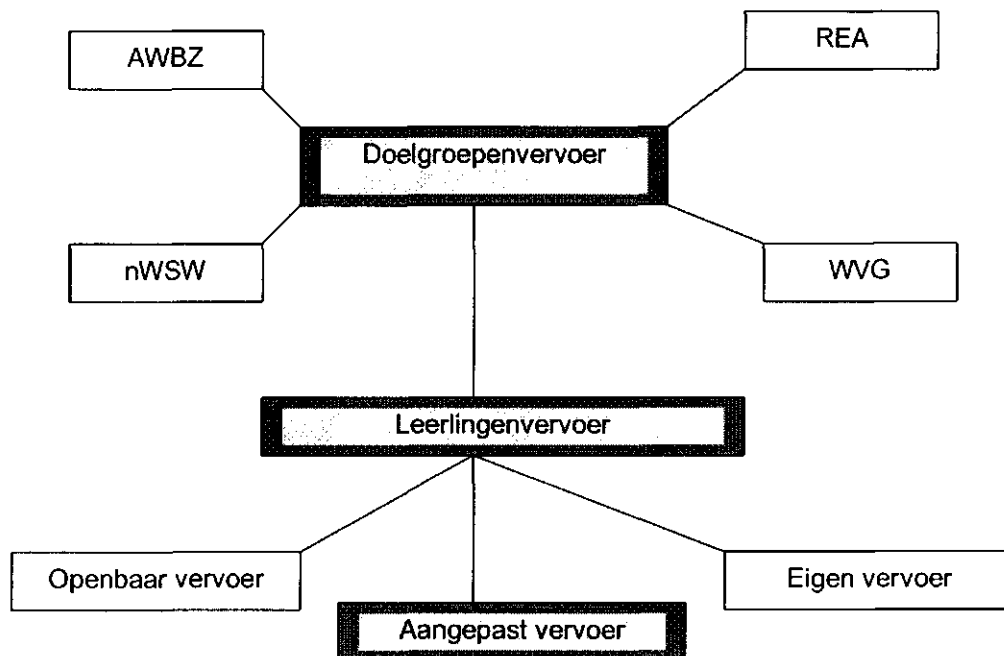 REA
AWBZ
Doelgroepenvervoer
nWSW
WVG
Leerlingenvervoer
Openbaar vervoer
Eigen vervoer
Aangepast vervoer